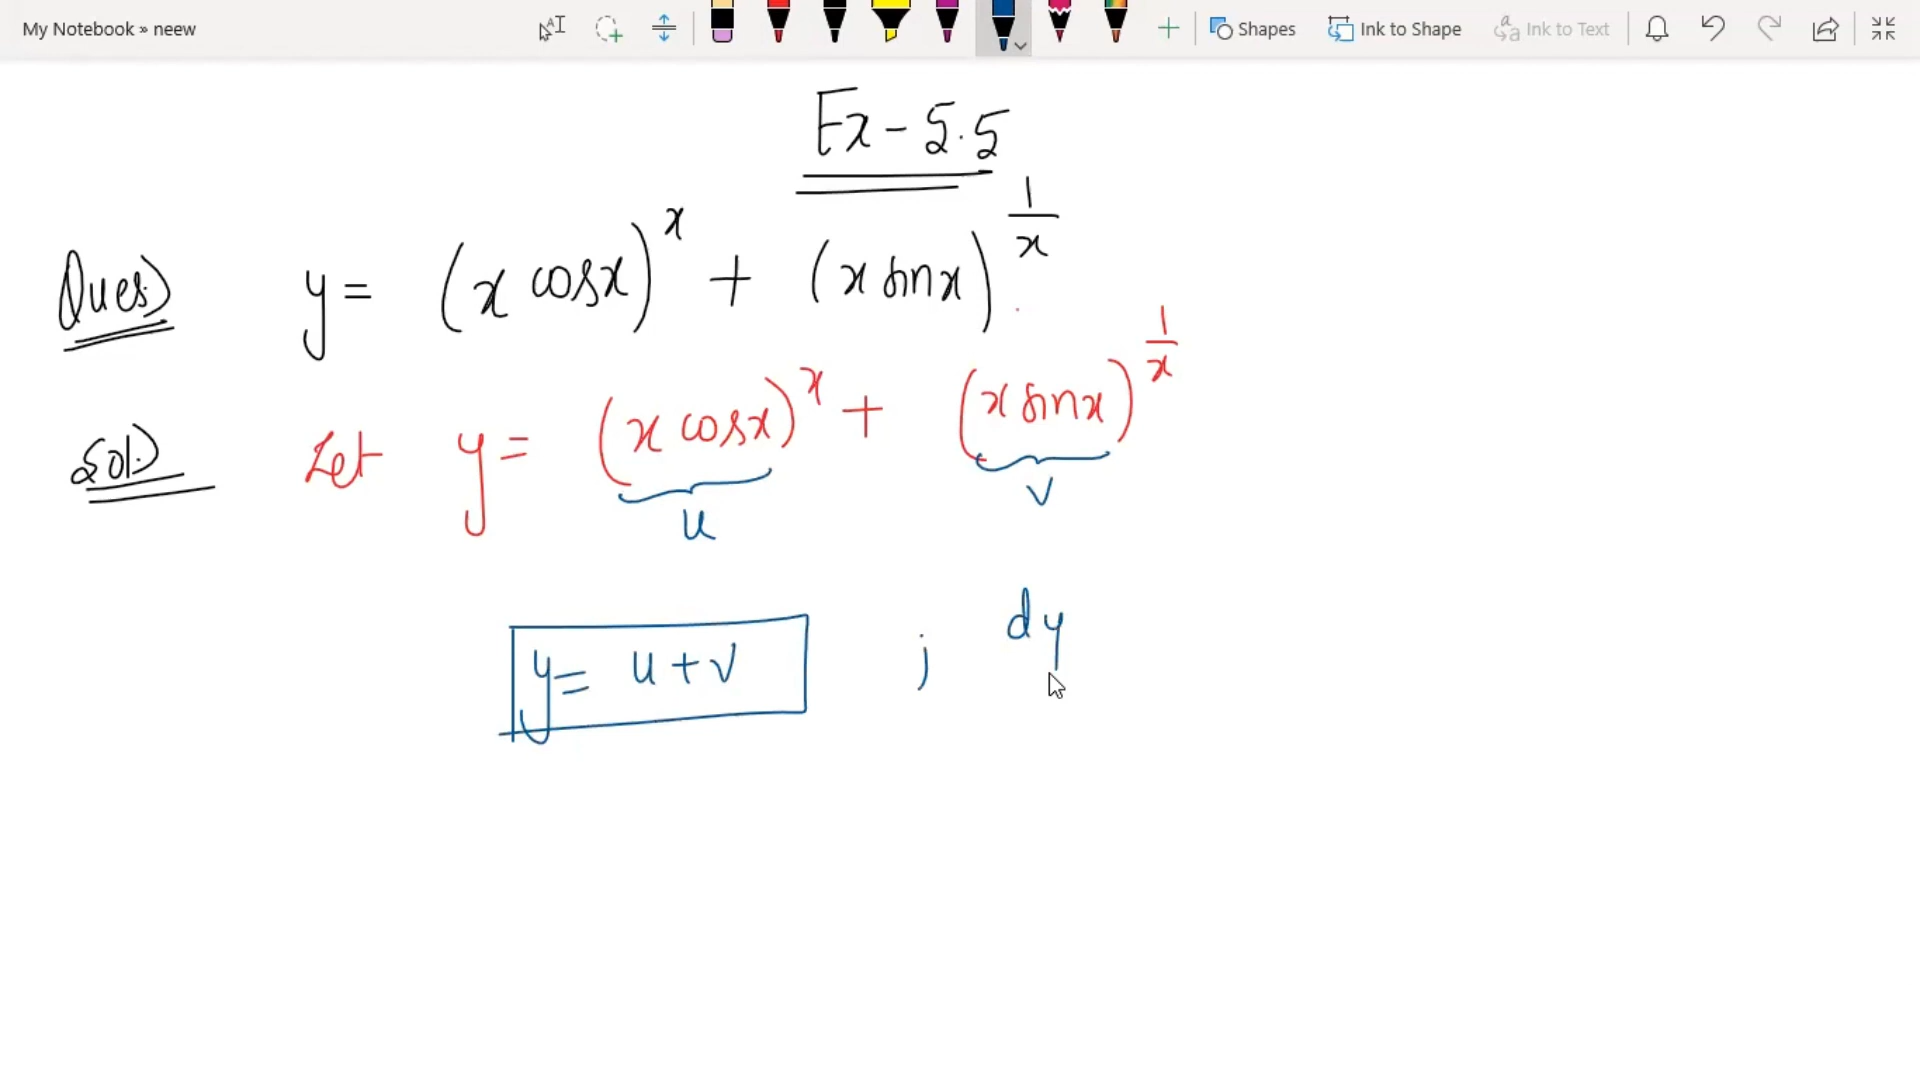 My Notebook » neew
Shapes
Ink to Shape
Ink to Text
Ex - 5.5
Ques) y = (x cosx)^x + (x sinx)^(1/x)
Sol.) Let y = (x cosx)^x + (x sinx)^(1/x)
u v
y = u + v ; dy